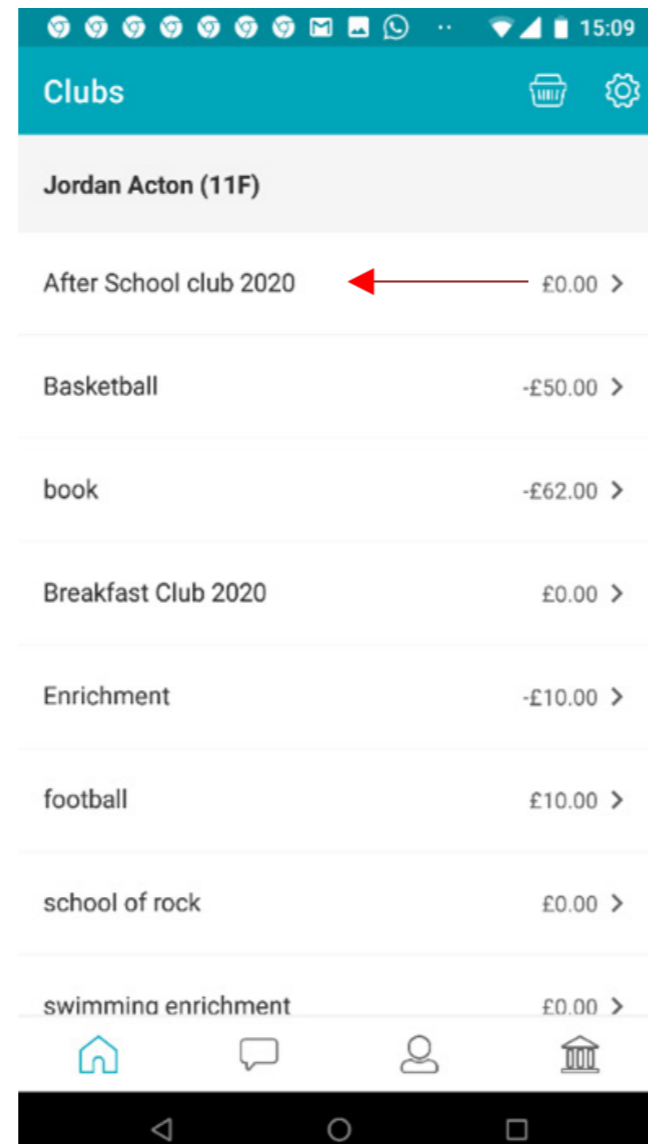 15:09
Clubs
Jordan Acton (11F)
After School club 2020 £0.00
Basketball -£50.00
book -£62.00
Breakfast Club 2020 £0.00
Enrichment -£10.00
football £10.00
school of rock £0.00
swimming enrichment £0.00